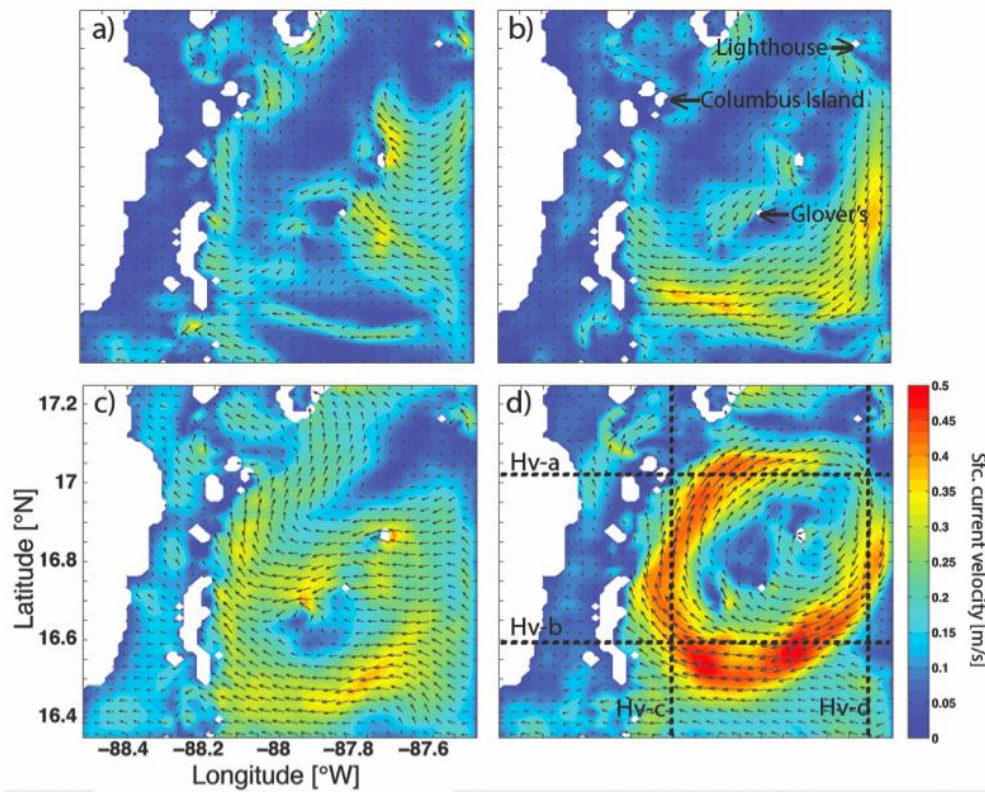 a)
b)
Lighthouse
Columbus Island
Glover's
c)
17.2
17
16.8
16.6
16.4
Latitude [°N]
−88.4 −88.2 −88 −87.8 −87.6
Longitude [°W]
d)
Hv-a
Hv-b
Hv-c
Hv-d
0.5
0.45
0.4
0.35
0.3
0.25
0.2
0.15
0.1
0.05
0
Sfc. current velocity [m/s]